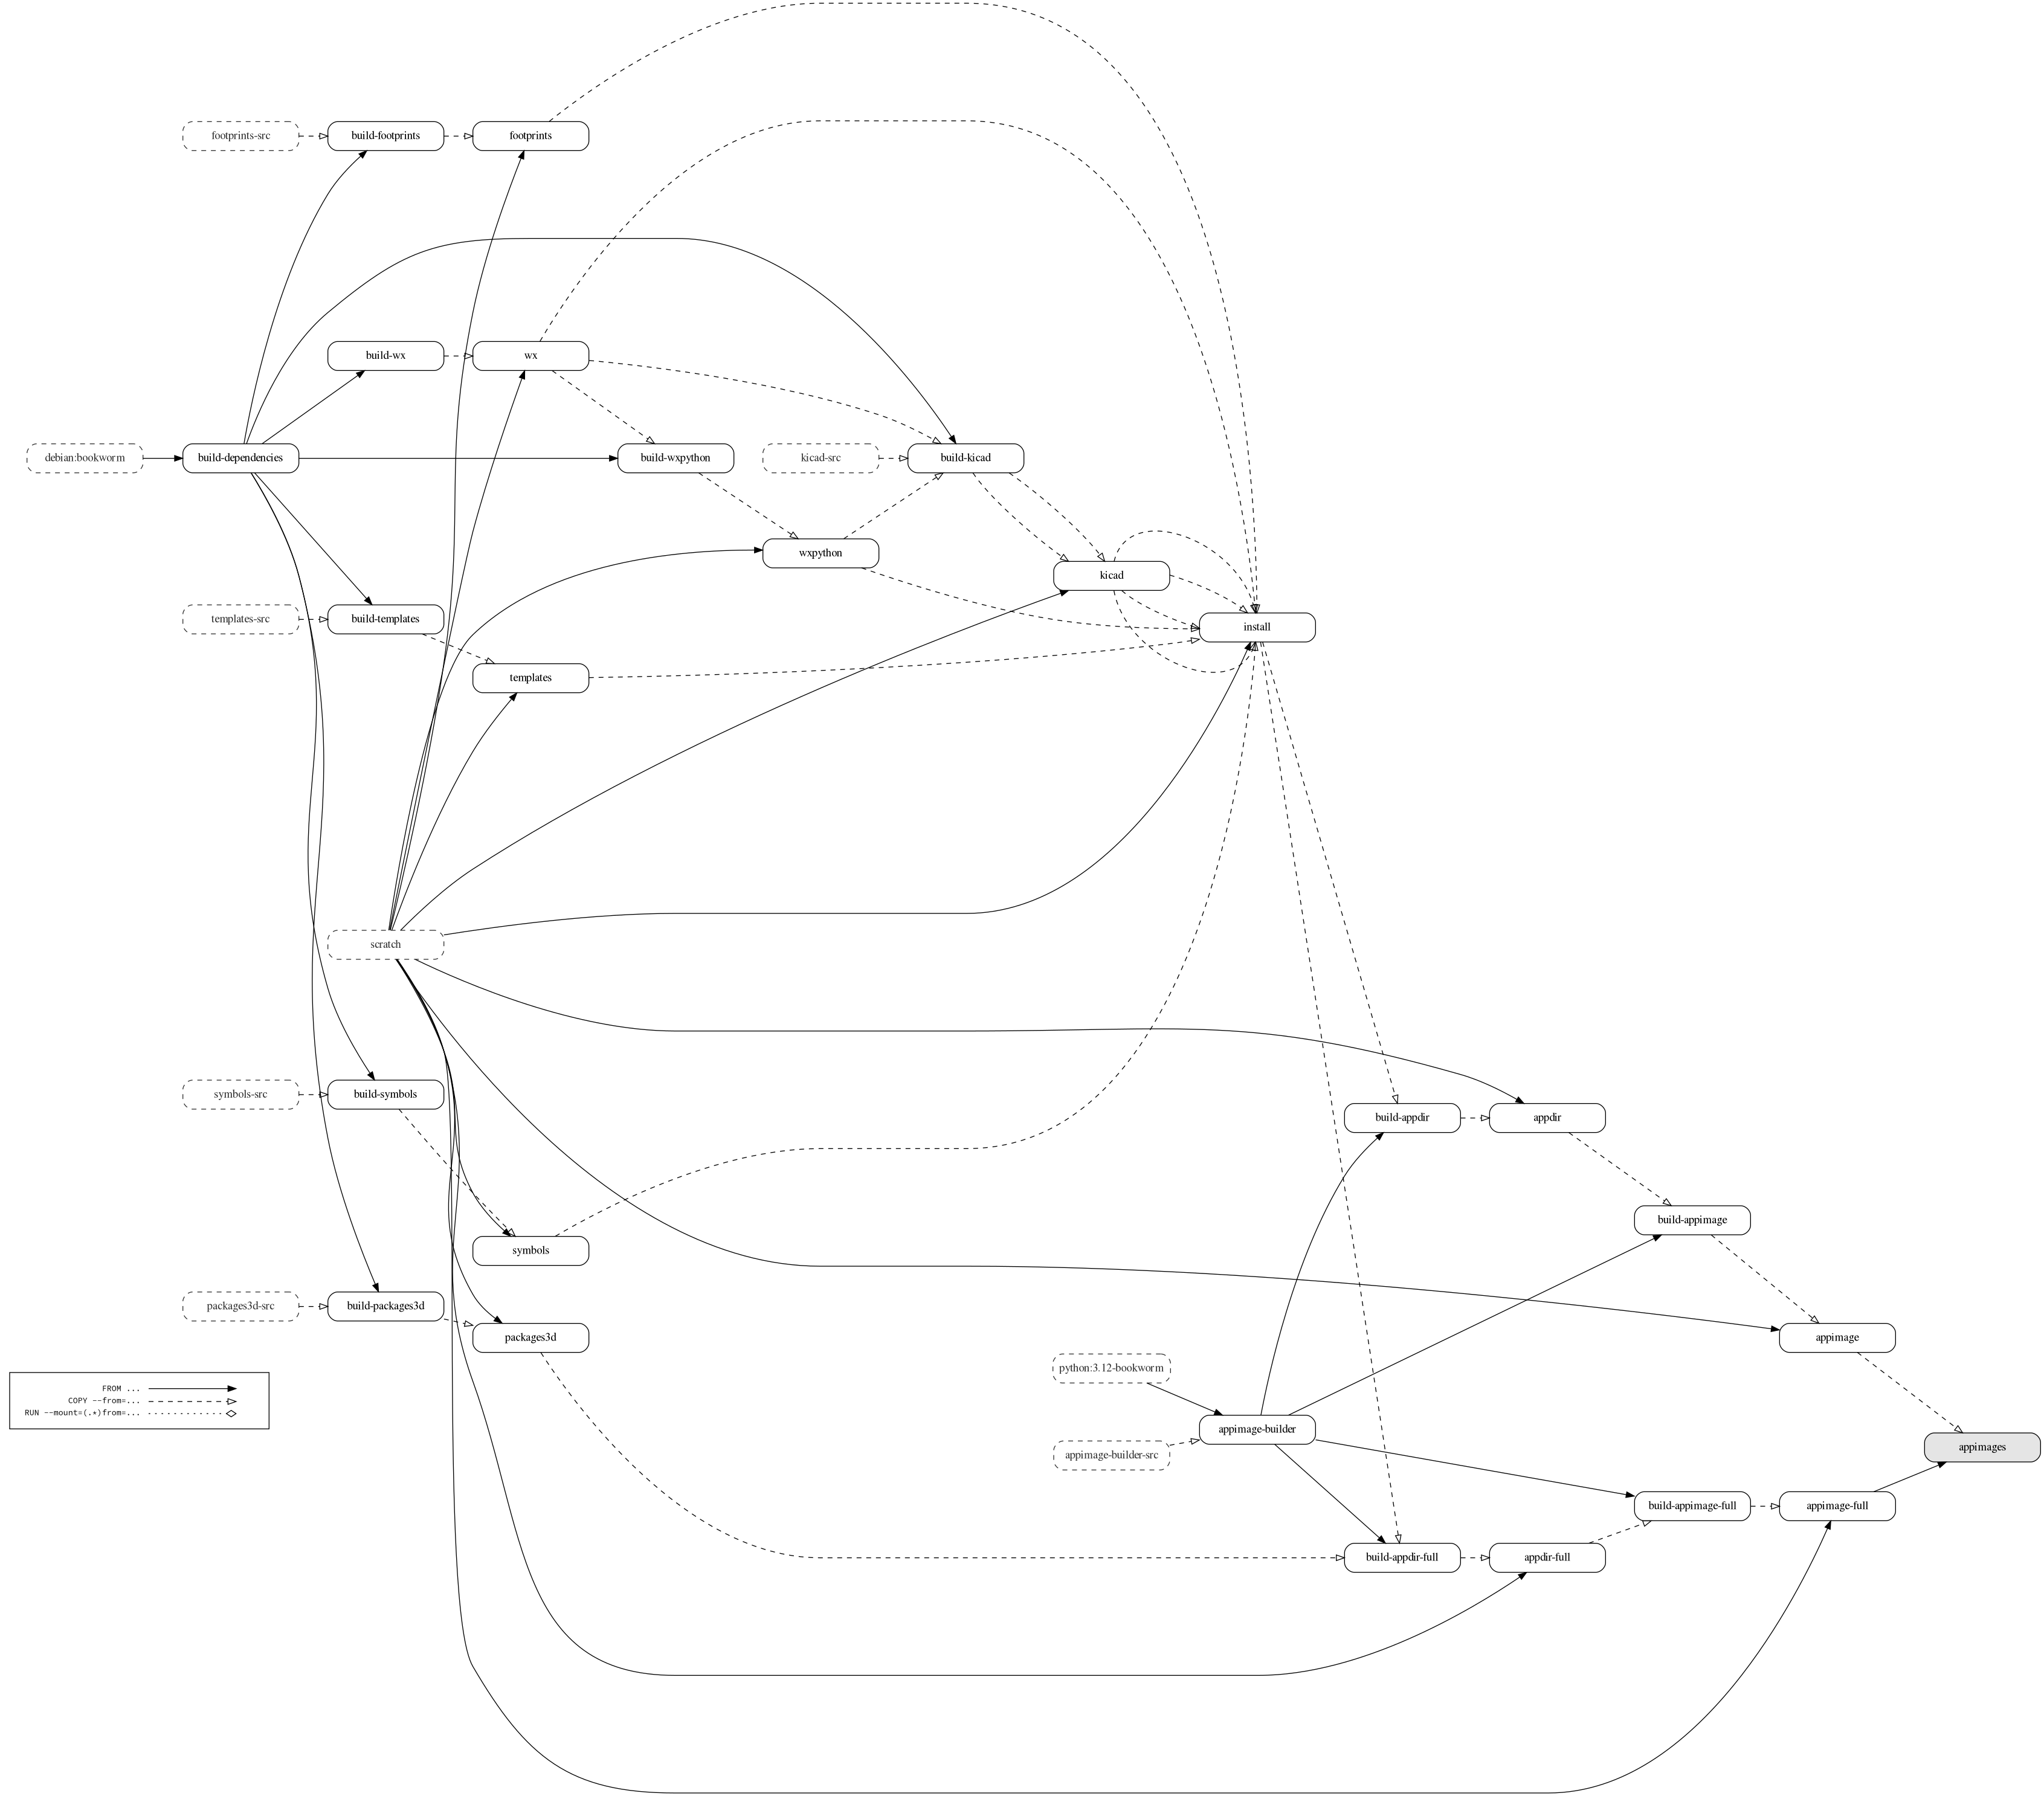 footprints-src
build-footprints
footprints
build-wx
wx
debian:bookworm
build-dependencies
build-wxpython
kicad-src
build-kicad
wxpython
kicad
templates-src
build-templates
install
templates
scratch
symbols-src
build-symbols
build-appdir
appdir
build-appimage
symbols
packages3d-src
build-packages3d
packages3d
appimage
python:3.12-bookworm
appimage-builder
appimage-builder-src
appimages
build-appimage-full
appimage-full
build-appdir-full
appdir-full
FROM ...
COPY --from=...
RUN --mount=(.*)from=...